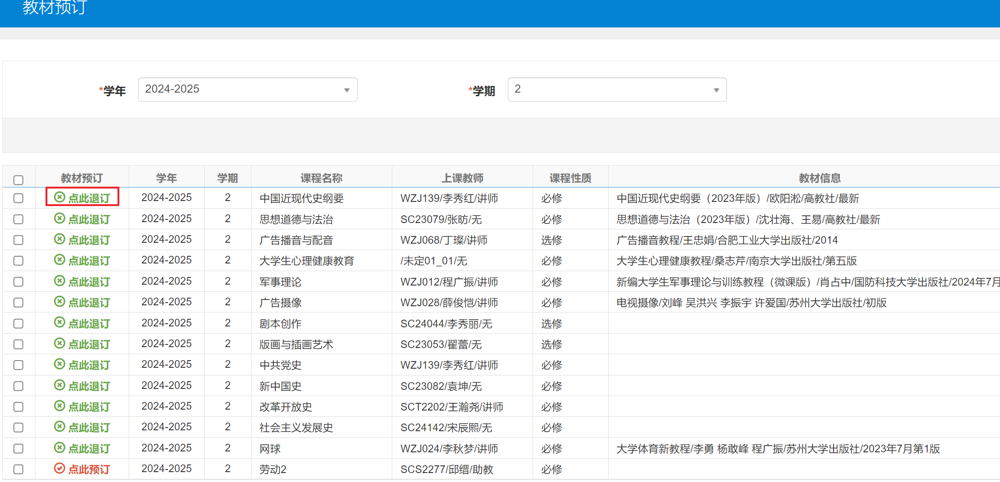 教材预订
*学年 2024-2025 *学期 2
教材预订 学年 学期 课程名称 上课教师 课程性质 教材信息
点此退订 2024-2025 2 中国近现代史纲要 WZJ139/李秀红/讲师 必修 中国近现代史纲要（2023年版）/欧阳淞/高教社/最新
点此退订 2024-2025 2 思想道德与法治 SC23079/张昉/无 必修 思想道德与法治（2023年版）/沈壮海、王易/高教社/最新
点此退订 2024-2025 2 广告播音与配音 WZJ068/丁璨/讲师 选修 广告播音教程/王忠娟/合肥工业大学出版社/2014
点此退订 2024-2025 2 大学生心理健康教育 /未定01_01/无 必修 大学生心理健康教程/桑志芹/南京大学出版社/第五版
点此退订 2024-2025 2 军事理论 WZJ012/程广振/讲师 必修 新编大学生军事理论与训练教程（微课版）/肖占中/国防科技大学出版社/2024年7月
点此退订 2024-2025 2 广告摄像 WZJ028/薛俊恺/讲师 必修 电视摄像/刘峰 吴洪兴 李振宇 许爱国/苏州大学出版社/初版
点此退订 2024-2025 2 剧本创作 SC24044/李秀丽/无 选修
点此退订 2024-2025 2 版画与插画艺术 SC23053/翟蕾/无 选修
点此退订 2024-2025 2 中共党史 WZJ139/李秀红/讲师 必修
点此退订 2024-2025 2 新中国史 SC23082/袁坤/无 必修
点此退订 2024-2025 2 改革开放史 SCT2202/王瀚尧/讲师 必修
点此退订 2024-2025 2 社会主义发展史 SC24142/宋辰熙/无 必修
点此退订 2024-2025 2 网球 WZJ024/李秋梦/讲师 必修 大学体育新教程/李勇 杨敢峰 程广振/苏州大学出版社/2023年7月第1版
点此预订 2024-2025 2 劳动2 SCS2277/邱缙/助教 必修